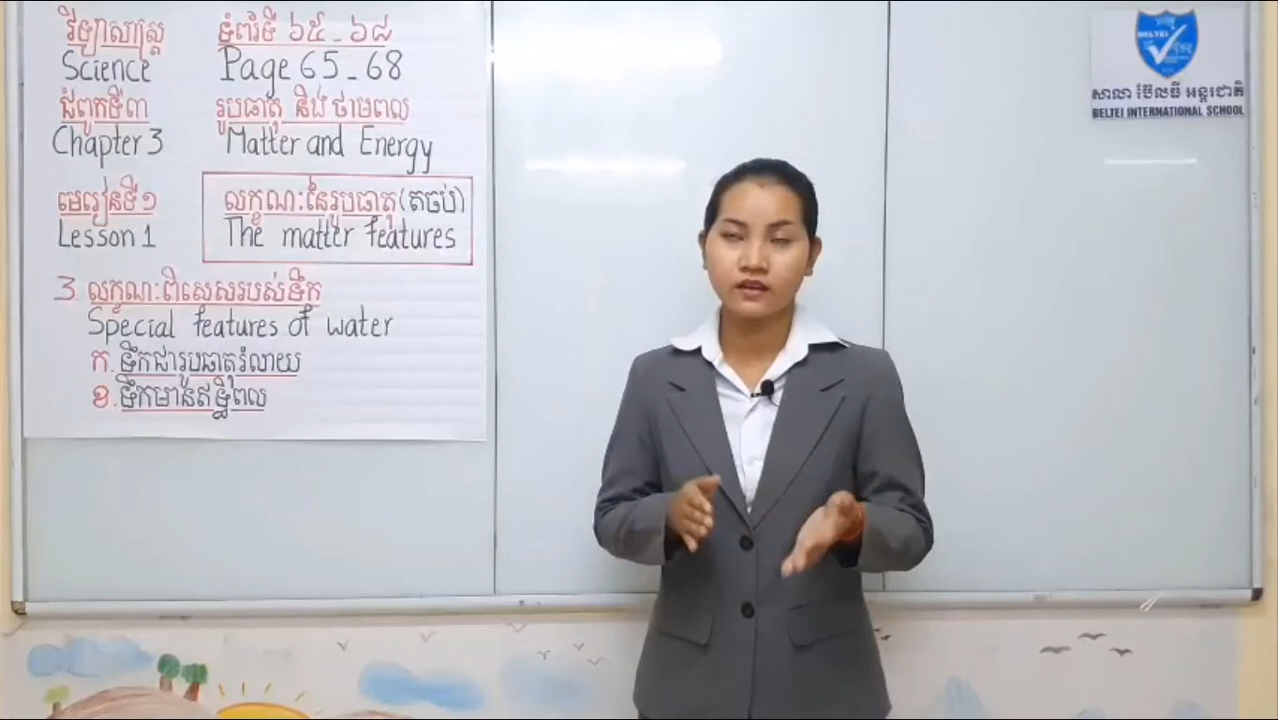 វិទ្យាសាស្ត្រ ទំព័រទី ៦៥_៦៨
Science Page 65_68
ជំពូកទី៣ រូបធាតុ និង ថាមពល
Chapter 3 Matter and Energy
មេរៀនទី១ លក្ខណៈនៃរូបធាតុ(តចប់)
Lesson 1 The matter features
3. លក្ខណៈពិសេសរបស់ទឹក
Special features of water
ក. ទឹកជារូបធាតុរំលាយ
ខ. ទឹកមានឥទ្ធិពល
BELTEI
សាលា ប៊ែលធី អន្តរជាតិ
BELTEI INTERNATIONAL SCHOOL